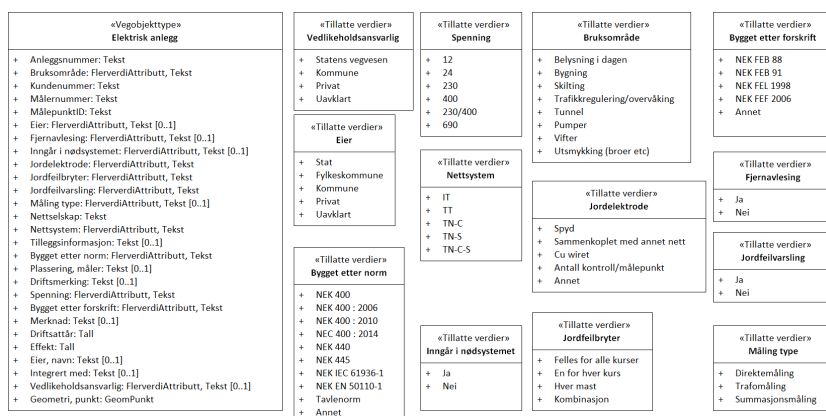 «Vegobjekttype»
Elektrisk anlegg
+ Anleggsnummer: Tekst
+ Bruksområde: FlerverdiAttributt, Tekst
+ Kundenummer: Tekst
+ Målernummer: Tekst
+ MålepunktID: Tekst
+ Eier: FlerverdiAttributt, Tekst [0..1]
+ Fjernavlesing: FlerverdiAttributt, Tekst [0..1]
+ Inngår i nødsystemet: FlerverdiAttributt, Tekst [0..1]
+ Jordelektrode: FlerverdiAttributt, Tekst
+ Jordfeilbryter: FlerverdiAttributt, Tekst
+ Jordfeilvarsling: FlerverdiAttributt, Tekst
+ Måling type: FlerverdiAttributt, Tekst [0..1]
+ Nettselskap: Tekst
+ Nettsystem: FlerverdiAttributt, Tekst
+ Tilleggsinformasjon: Tekst [0..1]
+ Bygget etter norm: FlerverdiAttributt, Tekst
+ Plassering, måler: Tekst [0..1]
+ Driftsmerking: Tekst [0..1]
+ Spenning: FlerverdiAttributt, Tekst
+ Bygget etter forskrift: FlerverdiAttributt, Tekst
+ Merknad: Tekst [0..1]
+ Driftsattår: Tall
+ Effekt: Tall
+ Eier, navn: Tekst [0..1]
+ Integrert med: Tekst [0..1]
+ Vedlikeholdsansvarlig: FlerverdiAttributt, Tekst [0..1]
+ Geometri, punkt: GeomPunkt
«Tillatte verdier»
Vedlikeholdsansvarlig
+ Statens vegvesen
+ Kommune
+ Privat
+ Uavklart
«Tillatte verdier»
Eier
+ Stat
+ Fylkeskommune
+ Kommune
+ Privat
+ Uavklart
«Tillatte verdier»
Bygget etter norm
+ NEK 400
+ NEK 400 : 2006
+ NEK 400 : 2010
+ NEC 400 : 2014
+ NEK 440
+ NEK 445
+ NEK IEC 61936-1
+ NEK EN 50110-1
+ Tavlenorm
+ Annet
«Tillatte verdier»
Spenning
+ 12
+ 24
+ 230
+ 400
+ 230/400
+ 690
«Tillatte verdier»
Nettsystem
+ IT
+ TT
+ TN-C
+ TN-S
+ TN-C-S
«Tillatte verdier»
Inngår i nødsystemet
+ Ja
+ Nei
«Tillatte verdier»
Bruksområde
+ Belysning i dagen
+ Bygning
+ Skilting
+ Trafikkregulering/overvåking
+ Tunnel
+ Pumper
+ Vifter
+ Utsmykking (broer etc)
«Tillatte verdier»
Jordelektrode
+ Spyd
+ Sammenkoplet med annet nett
+ Cu wiret
+ Antall kontroll/målepunkt
+ Annet
«Tillatte verdier»
Jordfeilbryter
+ Felles for alle kurser
+ En for hver kurs
+ Hver mast
+ Kombinasjon
«Tillatte verdier»
Bygget etter forskrift
+ NEK FEB 88
+ NEK FEB 91
+ NEK FEL 1998
+ NEK FEF 2006
+ Annet
«Tillatte verdier»
Fjernavlesing
+ Ja
+ Nei
«Tillatte verdier»
Jordfeilvarsling
+ Ja
+ Nei
«Tillatte verdier»
Måling type
+ Direktemåling
+ Trafomåling
+ Summasjonsmåling